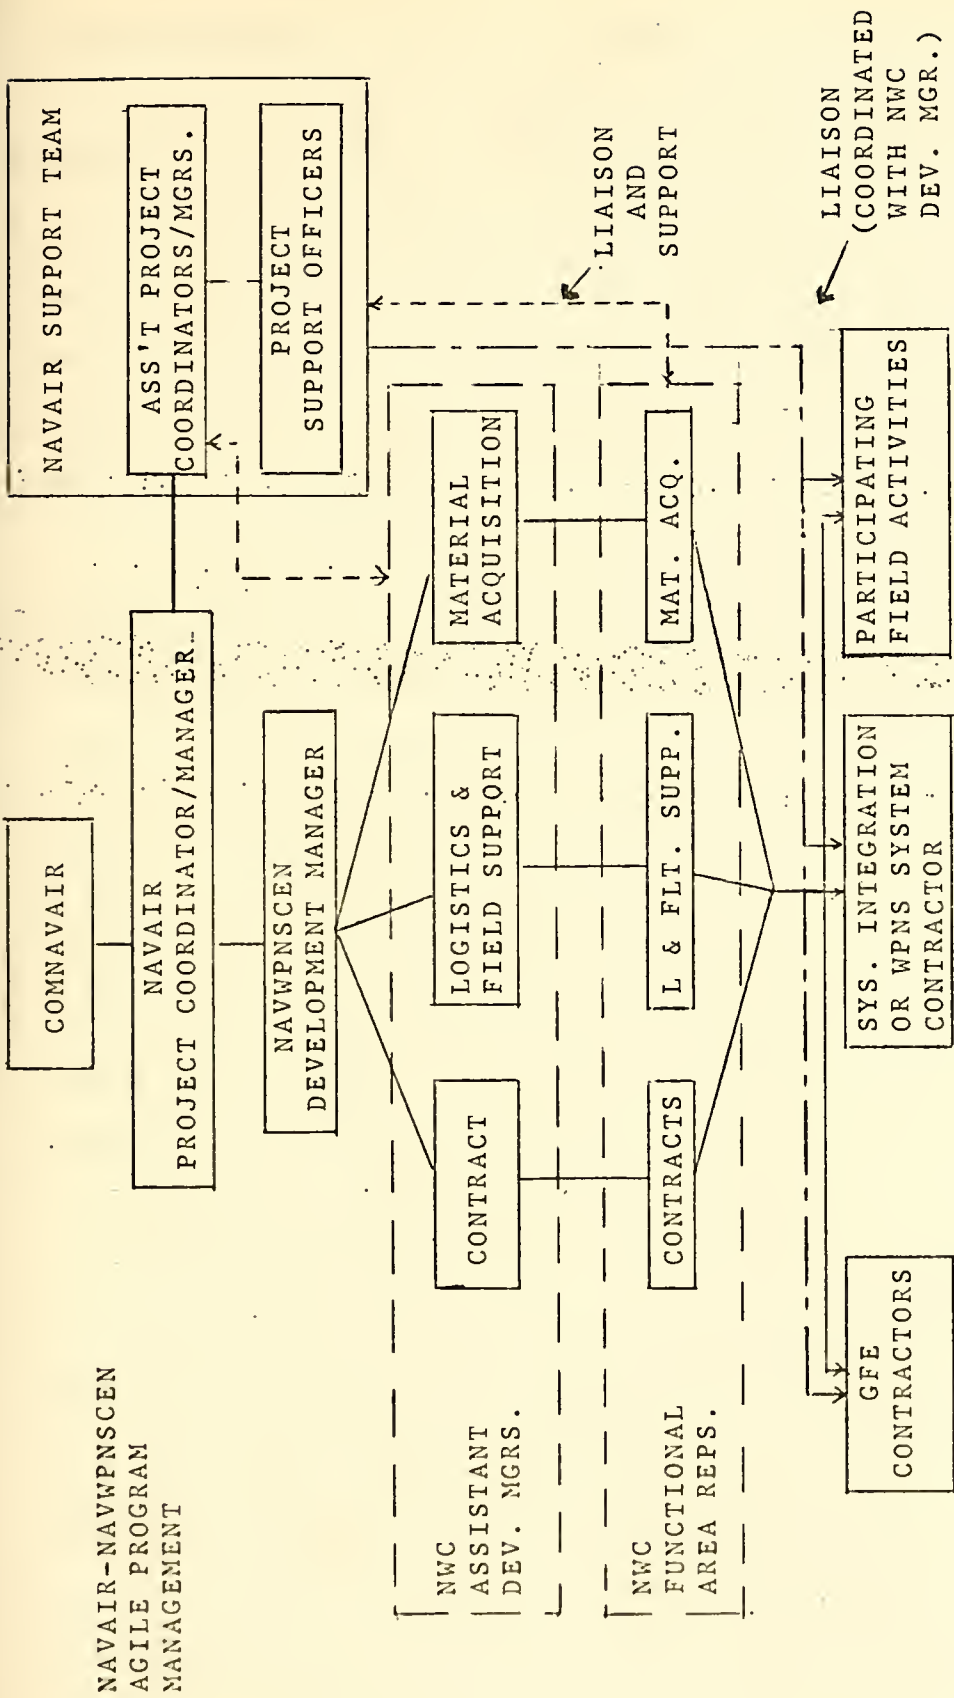 NAVAIR-NAVWPNSCEN
AGILE PROGRAM
MANAGEMENT
COMNAVAIR
NAVAIR
PROJECT COORDINATOR/MANAGER
NAVWPNSCEN
DEVELOPMENT MANAGER
NAVAIR SUPPORT TEAM
ASS'T PROJECT
COORDINATORS/MGRS.
PROJECT
SUPPORT OFFICERS
NWC
ASSISTANT
DEV. MGRS.
CONTRACT
LOGISTICS &
FIELD SUPPORT
MATERIAL
ACQUISITION
LIAISON
AND
SUPPORT
NWC
FUNCTIONAL
AREA REPS.
CONTRACTS
L & FLT. SUPP.
MAT. ACQ.
LIAISON
(COORDINATED
WITH NWC
DEV. MGR.)
GFE
CONTRACTORS
SYS. INTEGRATION
OR WPNS SYSTEM
CONTRACTOR
PARTICIPATING
FIELD ACTIVITIES